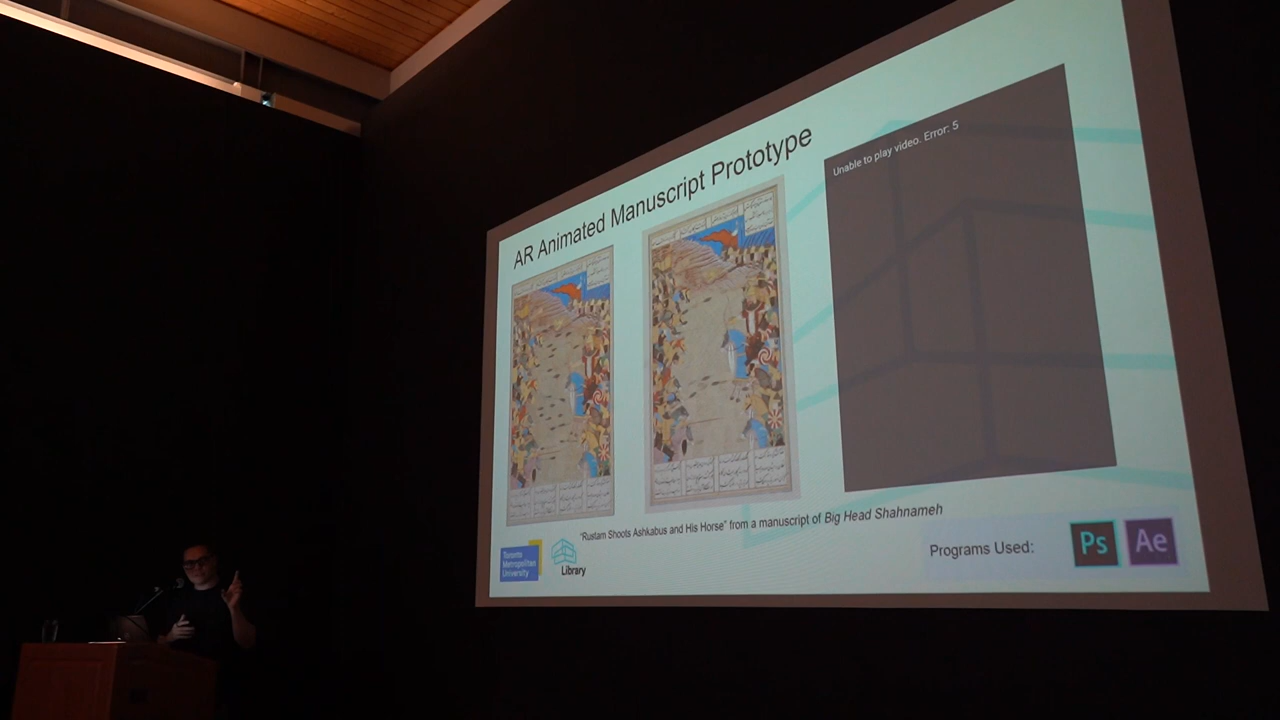 AR Animated Manuscript Prototype
Unable to play video. Error: 5
"Rustam Shoots Ashkabus and His Horse" from a manuscript of Big Head Shahnameh
Toronto
Metropolitan
University
Library
Programs Used:
Ps
Ae